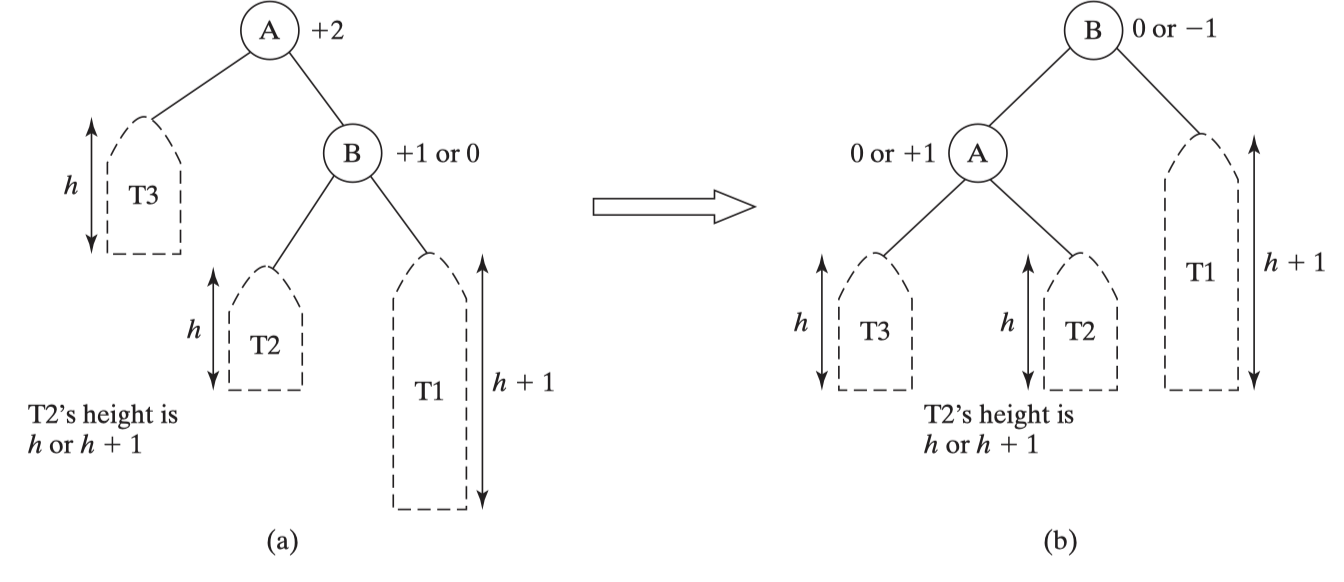 A +2
B 0 or −1
h
T3
B +1 or 0
0 or +1 A
h
T2
T1
h + 1
h
T3
h
T2
T1
h + 1
T2's height is
h or h + 1
T2's height is
h or h + 1
(a)
(b)